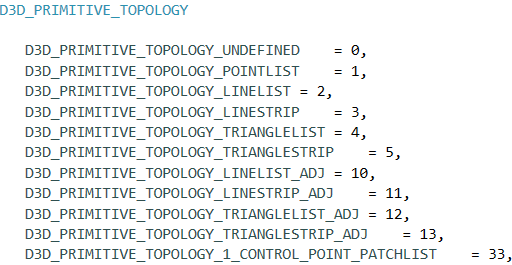 D3D_PRIMITIVE_TOPOLOGY
D3D_PRIMITIVE_TOPOLOGY_UNDEFINED = 0,
D3D_PRIMITIVE_TOPOLOGY_POINTLIST = 1,
D3D_PRIMITIVE_TOPOLOGY_LINELIST = 2,
D3D_PRIMITIVE_TOPOLOGY_LINESTRIP = 3,
D3D_PRIMITIVE_TOPOLOGY_TRIANGLELIST = 4,
D3D_PRIMITIVE_TOPOLOGY_TRIANGLESTRIP = 5,
D3D_PRIMITIVE_TOPOLOGY_LINELIST_ADJ = 10,
D3D_PRIMITIVE_TOPOLOGY_LINESTRIP_ADJ = 11,
D3D_PRIMITIVE_TOPOLOGY_TRIANGLELIST_ADJ = 12,
D3D_PRIMITIVE_TOPOLOGY_TRIANGLESTRIP_ADJ = 13,
D3D_PRIMITIVE_TOPOLOGY_1_CONTROL_POINT_PATCHLIST = 33,